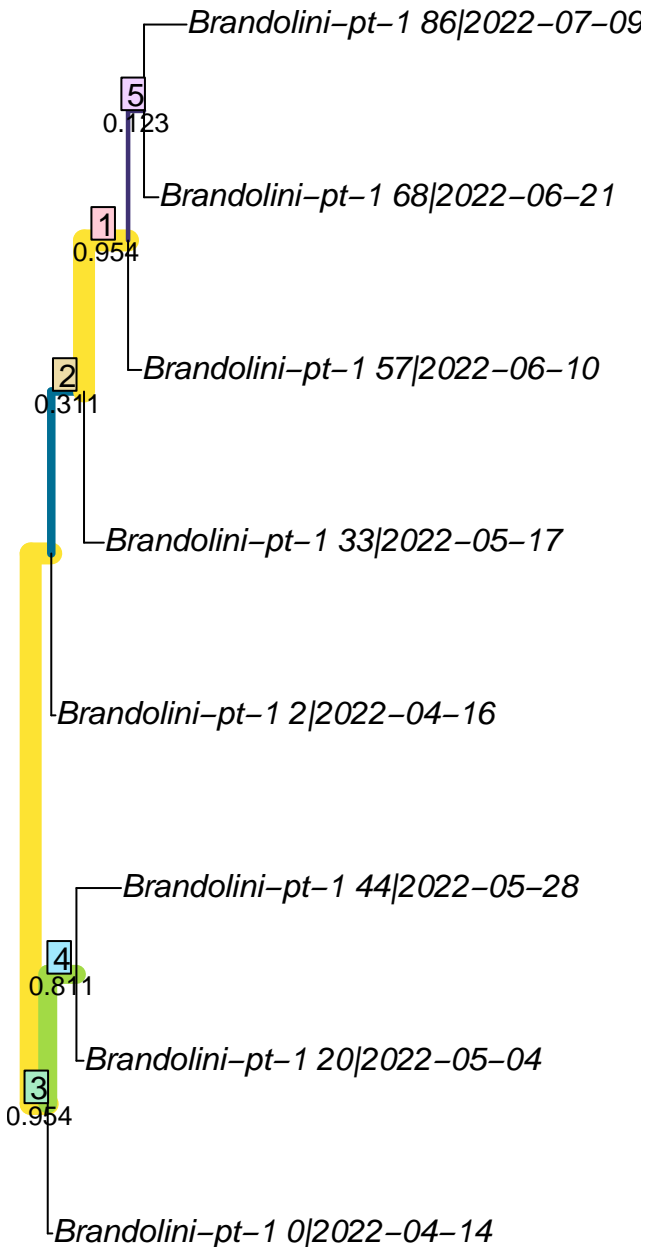 Brandolini−pt−1 86|2022−07−09
5
0.123
Brandolini−pt−1 68|2022−06−21
1
0.954
Brandolini−pt−1 57|2022−06−10
2
0.311
Brandolini−pt−1 33|2022−05−17
Brandolini−pt−1 2|2022−04−16
Brandolini−pt−1 44|2022−05−28
4
0.811
Brandolini−pt−1 20|2022−05−04
3
0.954
Brandolini−pt−1 0|2022−04−14